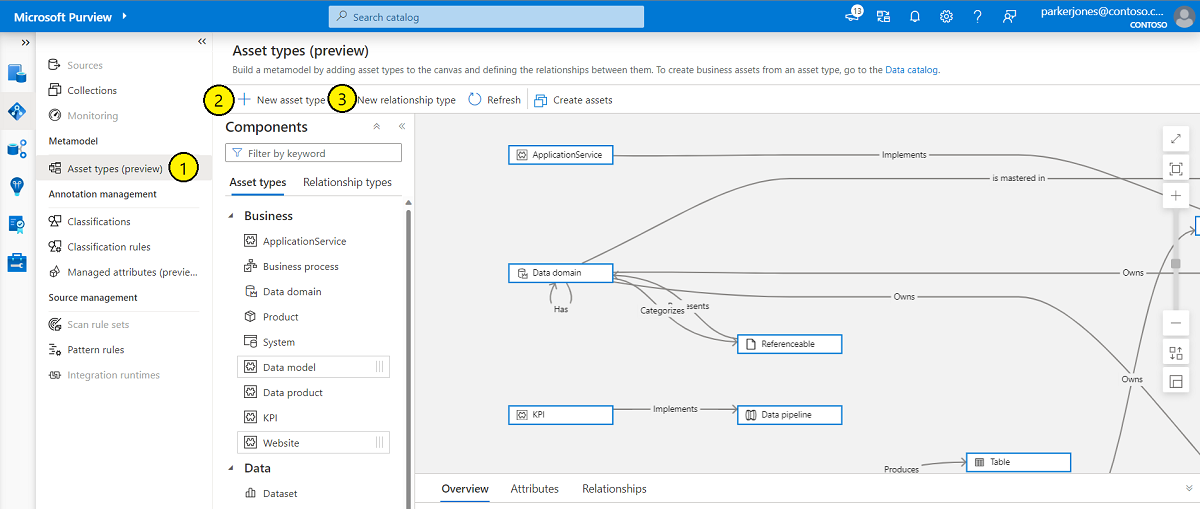 Microsoft Purview
Search catalog
13
parkerjones@contoso.c...
CONTOSO
Sources
Collections
Monitoring
Metamodel
Asset types (preview)
1
Annotation management
Classifications
Classification rules
Managed attributes (previe...
Source management
Scan rule sets
Pattern rules
Integration runtimes
Asset types (preview)
Build a metamodel by adding asset types to the canvas and defining the relationships between them. To create business assets from an asset type, go to the Data catalog.
2 New asset type 3 New relationship type Refresh Create assets
Components
Filter by keyword
Asset types Relationship types
Business
ApplicationService
Business process
Data domain
Product
System
Data model
Data product
KPI
Website
Data
Dataset
ApplicationService
Implements
is mastered in
Data domain
Owns
Has
Owns
Categorizes
Referenceable
Owns
KPI
Implements
Data pipeline
Table
Produces
Overview Attributes Relationships